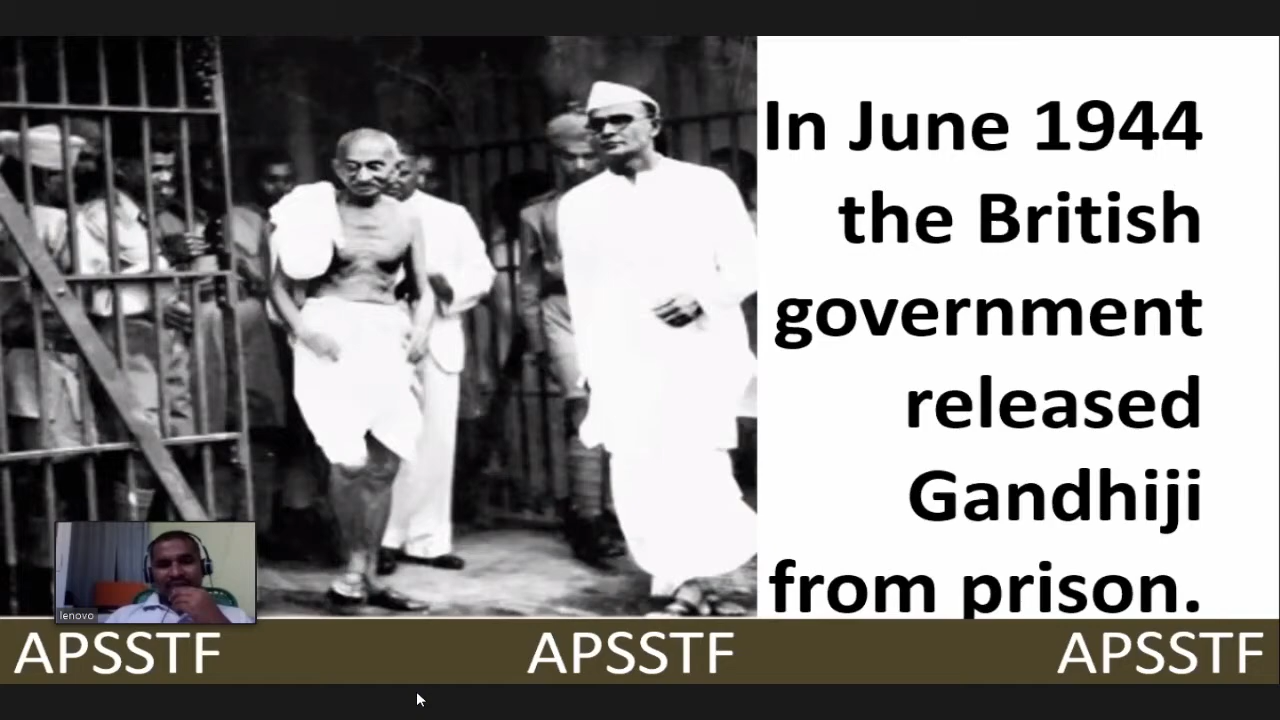 In June 1944
the British
government
released
Gandhiji
from prison.
lenovo
APSSTF APSSTF APSSTF